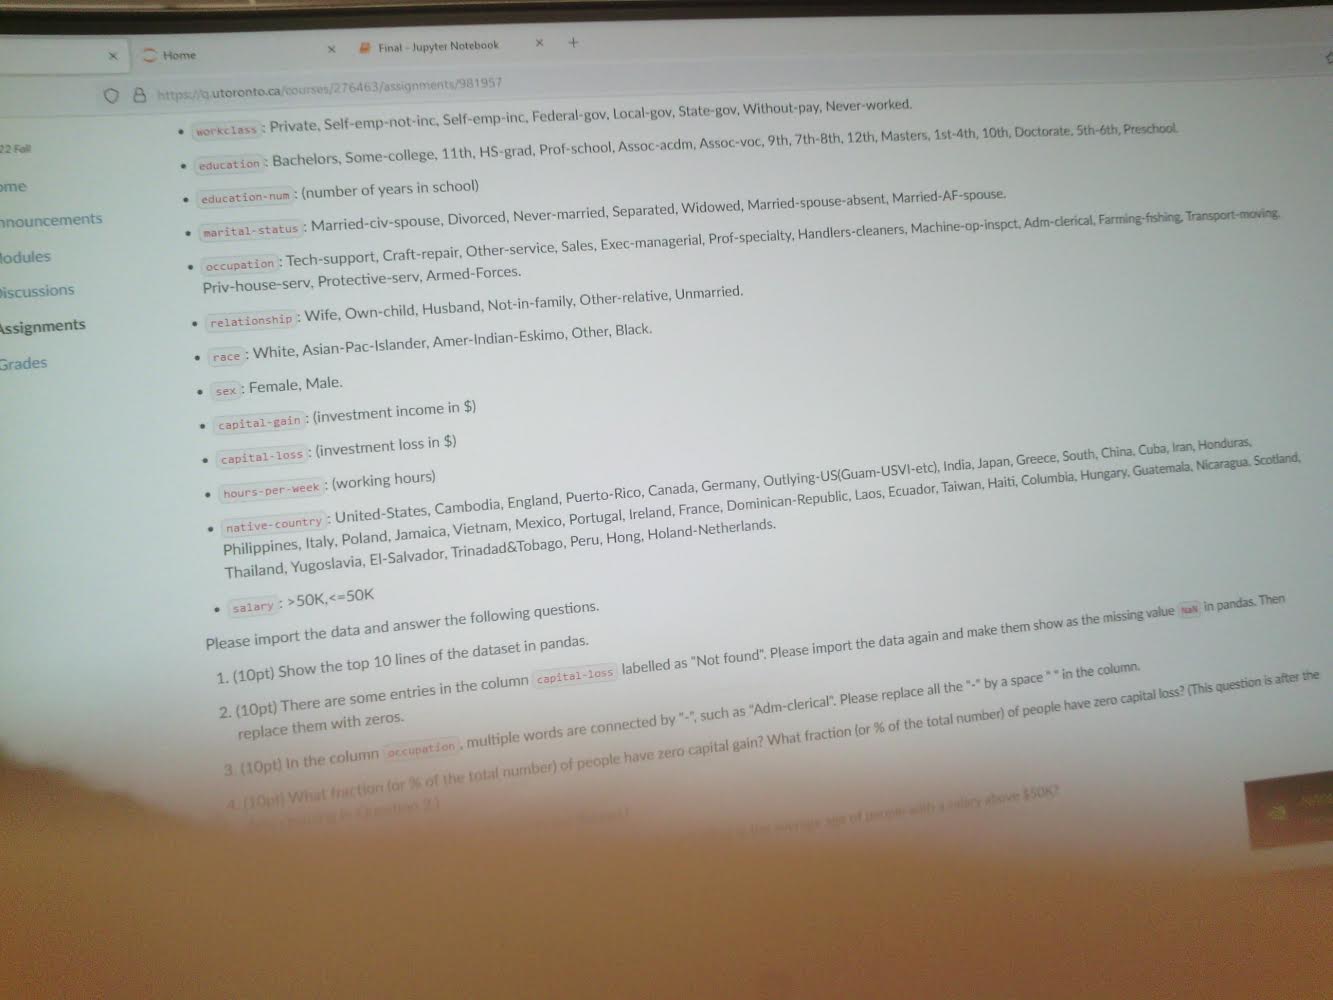 Home
Final - Jupyter Notebook
https://q.utoronto.ca/courses/276463/assignments/981957
22 Fall
ome
nnouncements
lodules
iscussions
Assignments
Grades
workclass : Private, Self-emp-not-inc, Self-emp-inc, Federal-gov, Local-gov, State-gov, Without-pay, Never-worked.
education : Bachelors, Some-college, 11th, HS-grad, Prof-school, Assoc-acdm, Assoc-voc, 9th, 7th-8th, 12th, Masters, 1st-4th, 10th, Doctorate, 5th-6th, Preschool.
education-num : (number of years in school)
marital-status : Married-civ-spouse, Divorced, Never-married, Separated, Widowed, Married-spouse-absent, Married-AF-spouse.
occupation : Tech-support, Craft-repair, Other-service, Sales, Exec-managerial, Prof-specialty, Handlers-cleaners, Machine-op-inspct, Adm-clerical, Farming-fishing, Transport-moving,
Priv-house-serv, Protective-serv, Armed-Forces.
relationship : Wife, Own-child, Husband, Not-in-family, Other-relative, Unmarried.
race : White, Asian-Pac-Islander, Amer-Indian-Eskimo, Other, Black.
sex : Female, Male.
capital-gain : (investment income in $)
capital-loss : (investment loss in $)
hours-per-week : (working hours)
native-country : United-States, Cambodia, England, Puerto-Rico, Canada, Germany, Outlying-US(Guam-USVI-etc), India, Japan, Greece, South, China, Cuba, Iran, Honduras,
Philippines, Italy, Poland, Jamaica, Vietnam, Mexico, Portugal, Ireland, France, Dominican-Republic, Laos, Ecuador, Taiwan, Haiti, Columbia, Hungary, Guatemala, Nicaragua, Scotland,
Thailand, Yugoslavia, El-Salvador, Trinadad&Tobago, Peru, Hong, Holand-Netherlands.
salary : >50K,<=50K
Please import the data and answer the following questions.
1. (10pt) Show the top 10 lines of the dataset in pandas.
2. (10pt) There are some entries in the column capital-loss labelled as "Not found". Please import the data again and make them show as the missing value NaN in pandas. Then
replace them with zeros.
3. (10pt) In the column occupation , multiple words are connected by "-", such as "Adm-clerical". Please replace all the "-" by a space " " in the column.
4. (10pt) What fraction (or % of the total number) of people have zero capital gain? What fraction (or % of the total number) of people have zero capital loss? (This question is after the
in Question 2.)
the average age of people with a salary above $50K?